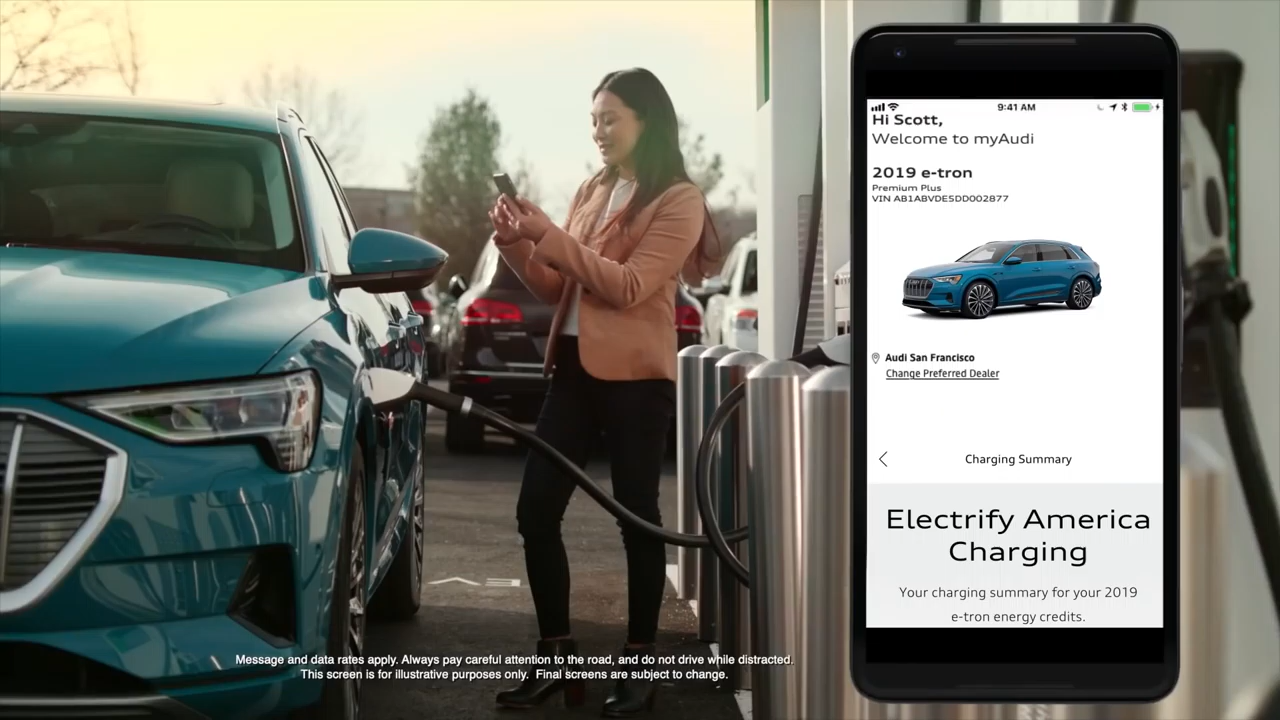 9:41 AM
Hi Scott,
Welcome to myAudi
2019 e-tron
Premium Plus
VIN AB1ABVDE5DD002877
Audi San Francisco
Change Preferred Dealer
Charging Summary
Electrify America
Charging
Your charging summary for your 2019
e-tron energy credits.
Message and data rates apply. Always pay careful attention to the road, and do not drive while distracted.
This screen is for illustrative purposes only. Final screens are subject to change.